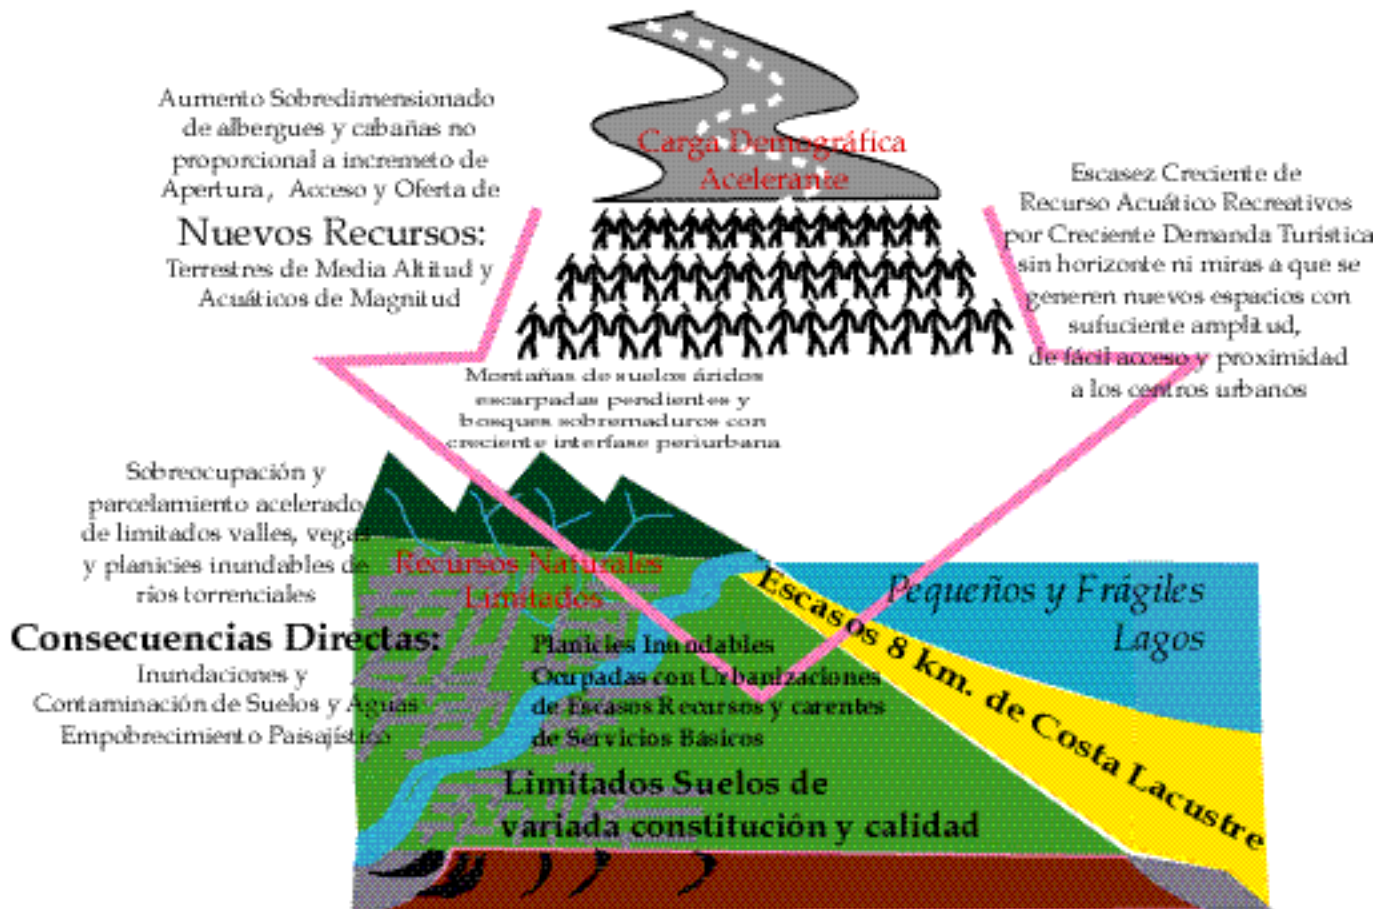 Aumento Sobredimensionado
de albergues y cabañas no
proporcional a incremeto de
Apertura, Acceso y Oferta de
Nuevos Recursos:
Terrestres de Media Altitud y
Acuáticos de Magnitud
Carga Demográfica
Acelerante
Escasez Creciente de
Recurso Acuático Recreativos
por Creciente Demanda Turística
sin horizonte ni miras a que se
generen nuevos espacios con
sufuciente amplitud,
de fácil acceso y proximidad
a los centros urbanos
Montañas de suelos áridos
escarpadas pendientes y
bosques sobremaduros con
creciente interfase periurbana
Sobreocupación y
parcelamiento acelerado
de limitados valles, vegas
y planicies inundables de
ríos torrenciales
Consecuencias Directas:
Inundaciones y
Contaminación de Suelos y Aguas
Empobrecimiento Paisajístico
Recursos Naturales
Limitados
Planicies Inundables
Ocupadas con Urbanizaciones
de Escasos Recursos y carentes
de Servicios Básicos
Limitados Suelos de
variada constitución y calidad
Escasos 8 km. de Costa Lacustre
Pequeños y Frágiles
Lagos